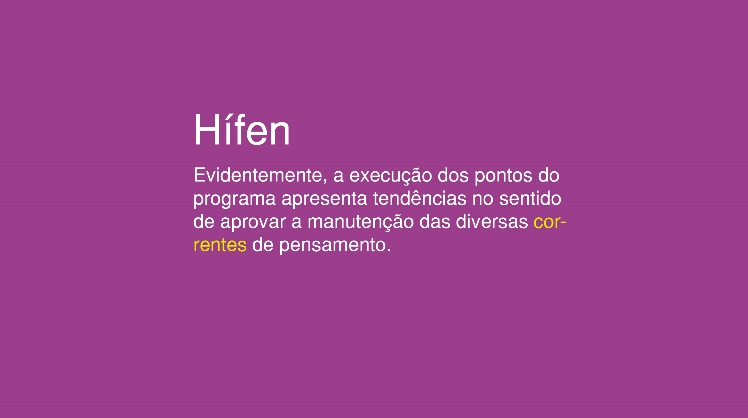 Hífen
Evidentemente, a execução dos pontos do
programa apresenta tendências no sentido
de aprovar a manutenção das diversas cor-
rentes de pensamento.